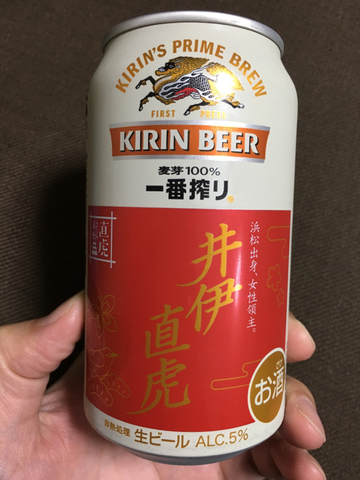 KIRIN'S PRIME BREW
FIRST PRESS
KIRIN BEER
麦芽100%
一番搾り
直虎
浜松出身、女性領主。
井伊
直虎
お酒
非熱処理 生ビール ALC.5%